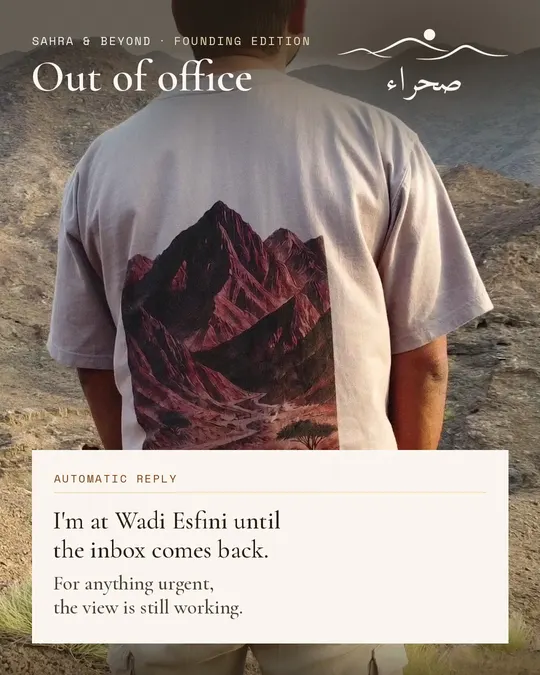 SAHRA & BEYOND · FOUNDING EDITION
Out of office
صحراء
AUTOMATIC REPLY
I'm at Wadi Esfini until
the inbox comes back.
For anything urgent,
the view is still working.